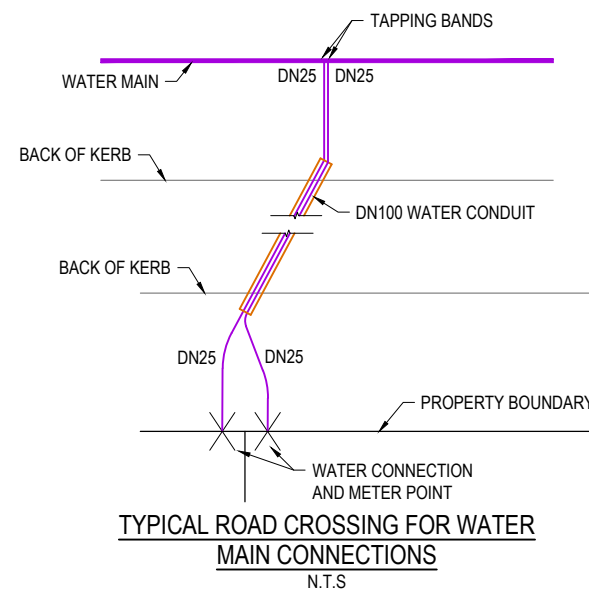 TAPPING BANDS
DN25 DN25
WATER MAIN
BACK OF KERB
DN100 WATER CONDUIT
BACK OF KERB
DN25 DN25
PROPERTY BOUNDARY
WATER CONNECTION
AND METER POINT
TYPICAL ROAD CROSSING FOR WATER
MAIN CONNECTIONS
N.T.S